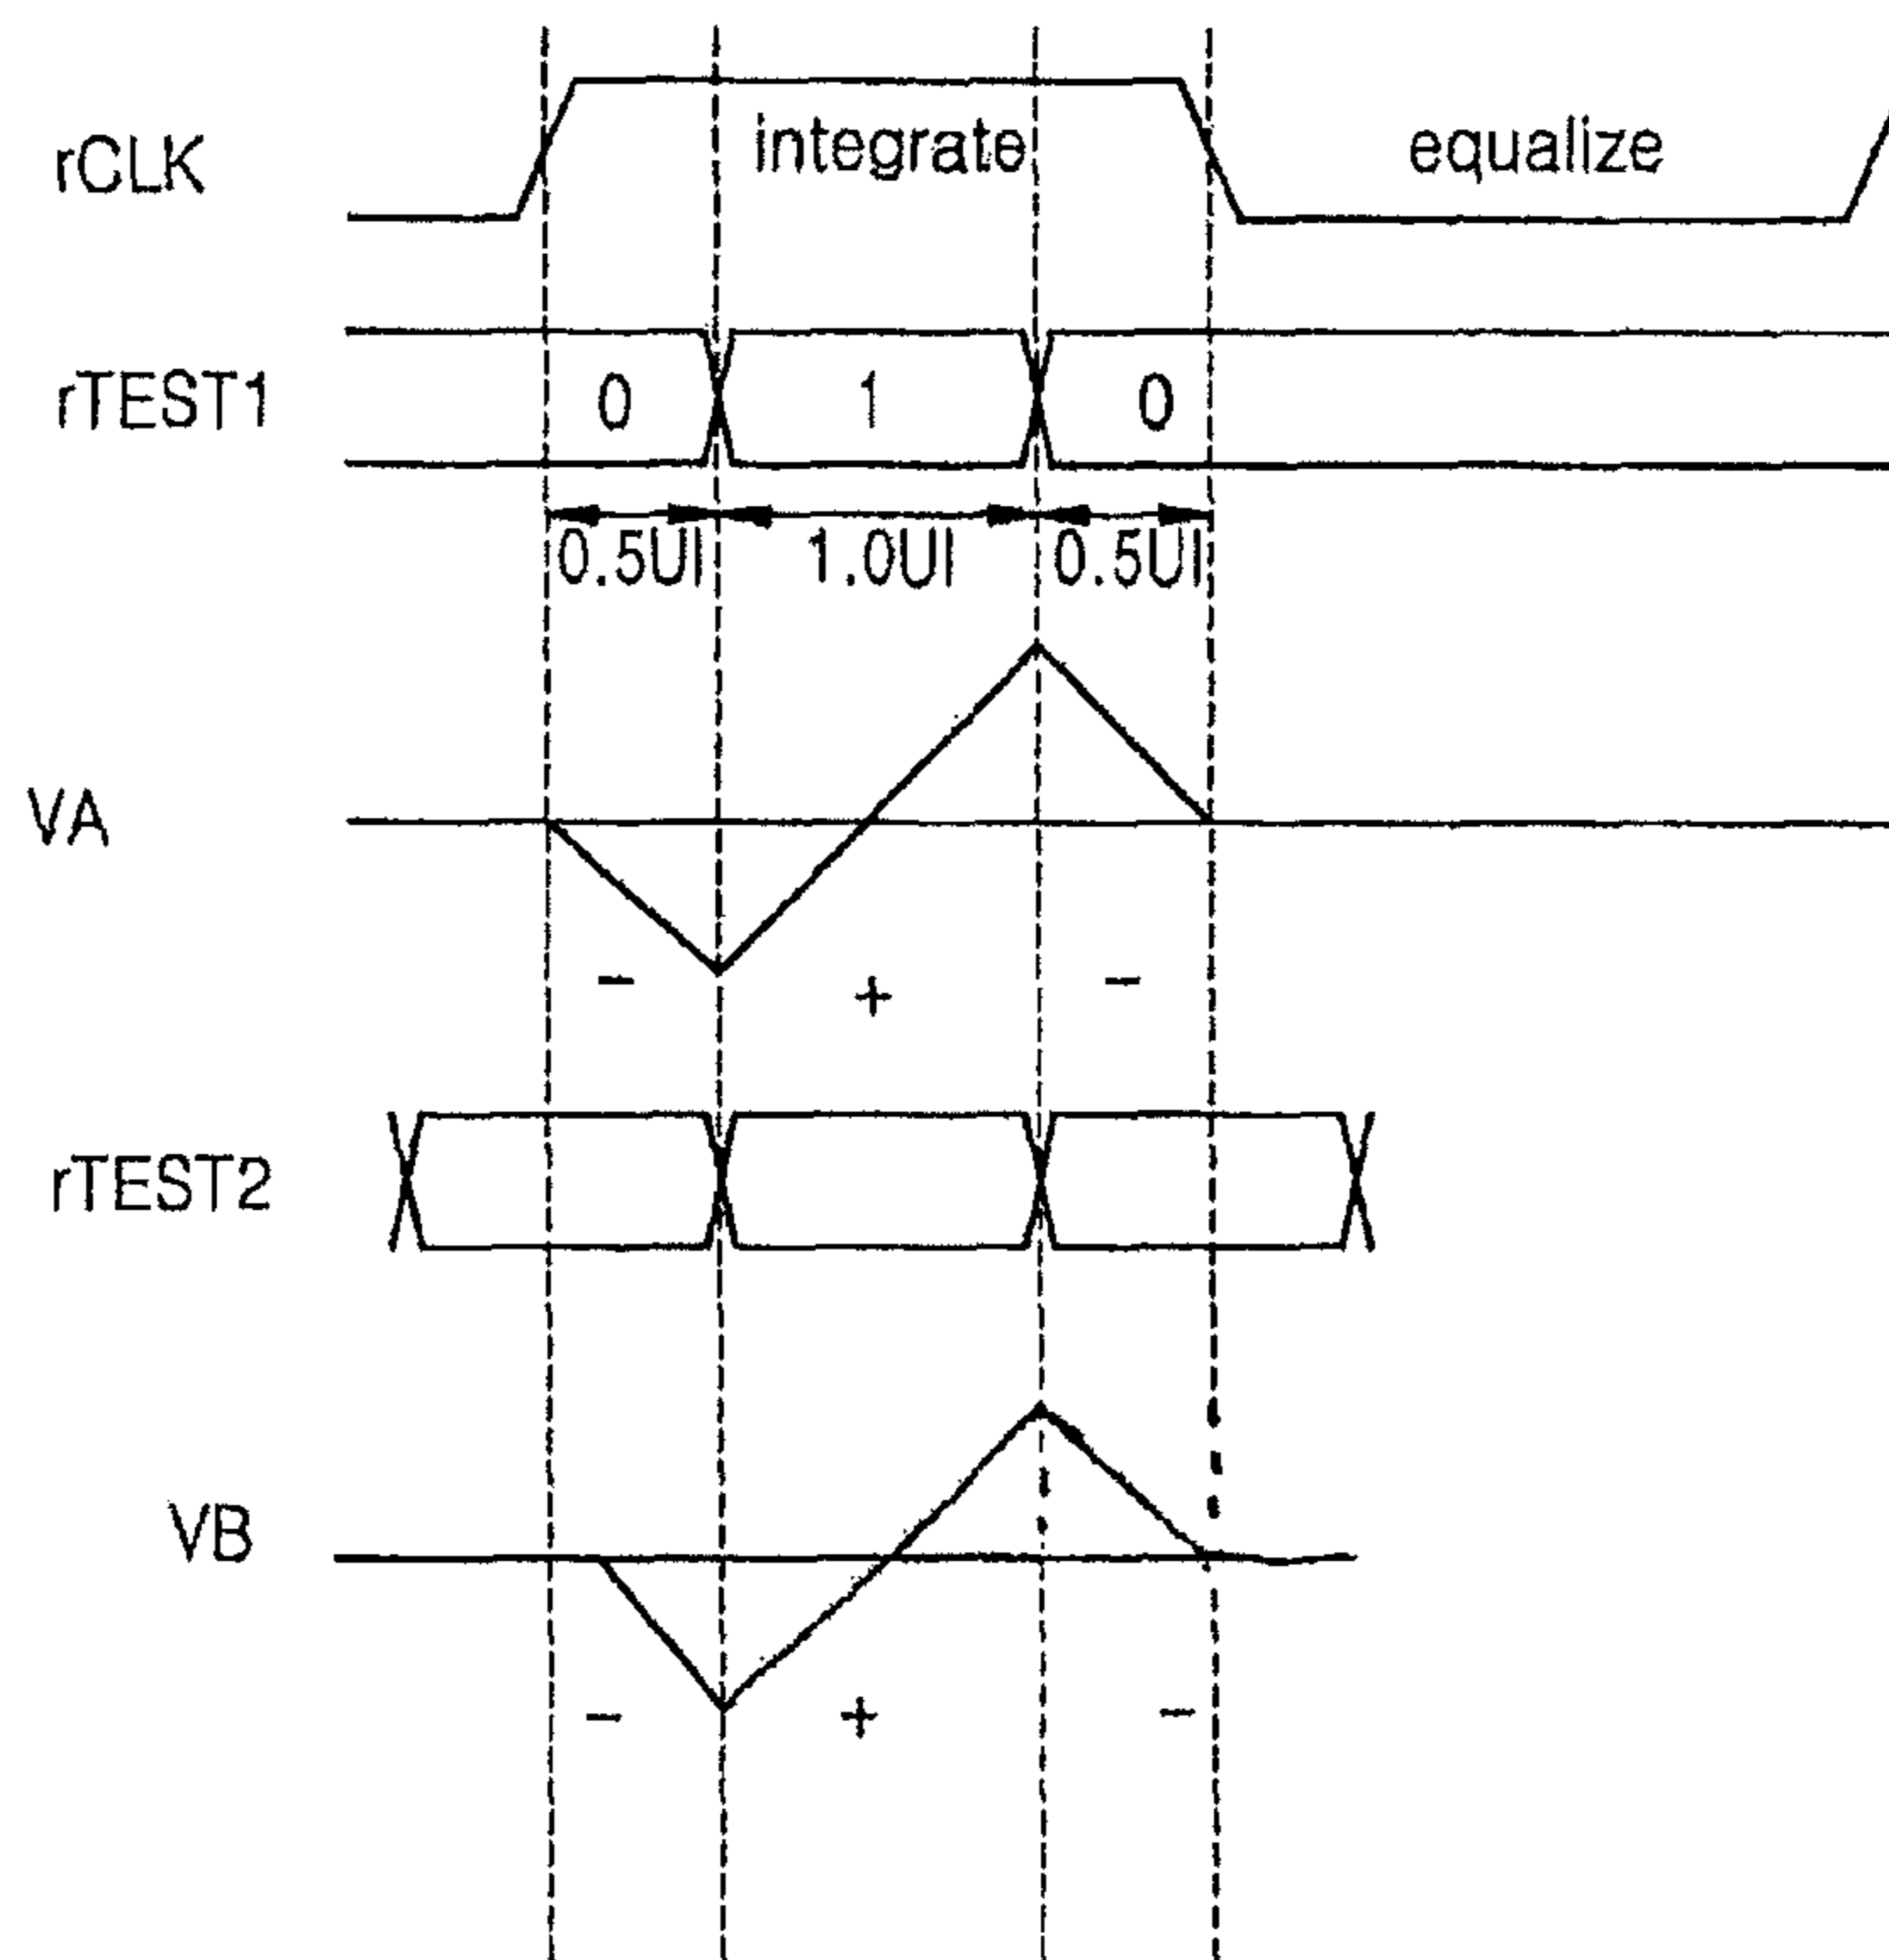 rCLK integrate equalize
rTEST1 0 1 0
0.5UI 1.0UI 0.5UI
VA
- + -
rTEST2
VB
- + -